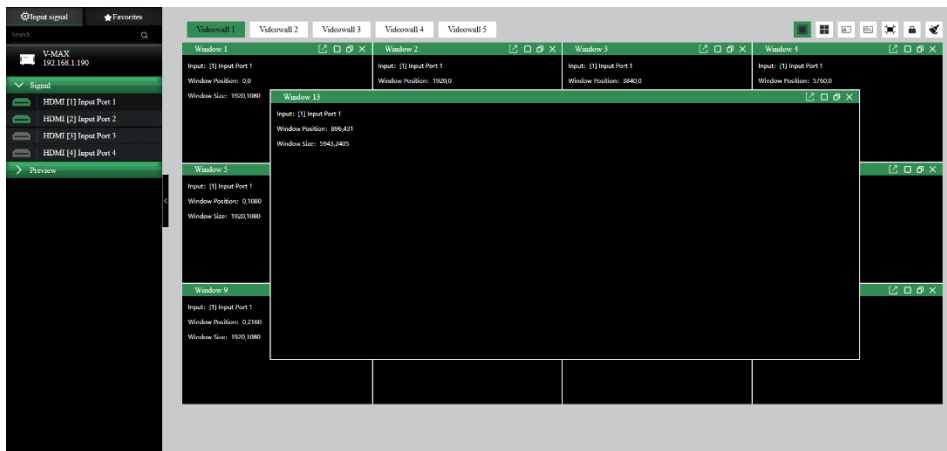 Input signal
Favorites
Search
V-MAX
192.168.1.190
Signal
HDMI [1] Input Port 1
HDMI [2] Input Port 2
HDMI [3] Input Port 3
HDMI [4] Input Port 4
Preview
Videowall 1
Videowall 2
Videowall 3
Videowall 4
Videowall 5
Window 1
Input: [1] Input Port 1
Window Position: 0,0
Window Size: 1920,1080
Window 2
Input: [1] Input Port 1
Window Position: 1920,0
Window 3
Input: [1] Input Port 1
Window Position: 3840,0
Window 4
Input: [1] Input Port 1
Window Position: 5760,0
Window 13
Input: [1] Input Port 1
Window Position: 896,431
Window Size: 5943,2405
Window 5
Input: [1] Input Port 1
Window Position: 0,1080
Window Size: 1920,1080
Window 9
Input: [1] Input Port 1
Window Position: 0,2160
Window Size: 1920,1080